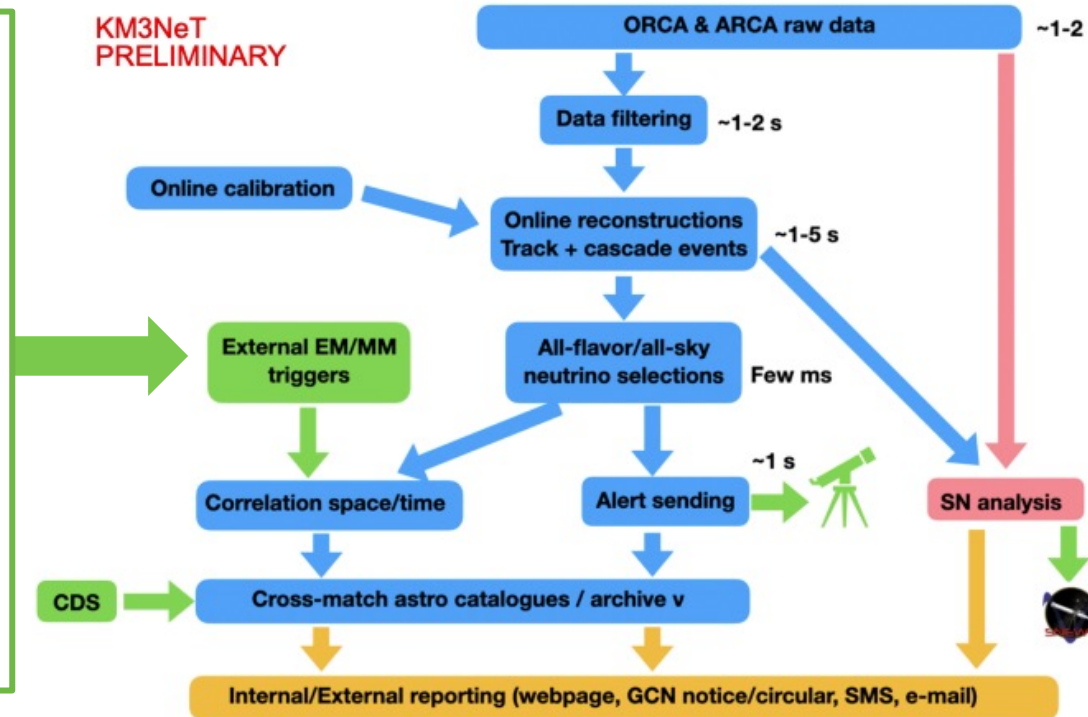 KM3NeT
PRELIMINARY
ORCA & ARCA raw data
~1-2
Data filtering
~1-2 s
Online calibration
Online reconstructions
Track + cascade events
~1-5 s
External EM/MM
triggers
All-flavor/all-sky
neutrino selections
Few ms
~1 s
Correlation space/time
Alert sending
SN analysis
CDS
Cross-match astro catalogues / archive ν
Internal/External reporting (webpage, GCN notice/circular, SMS, e-mail)